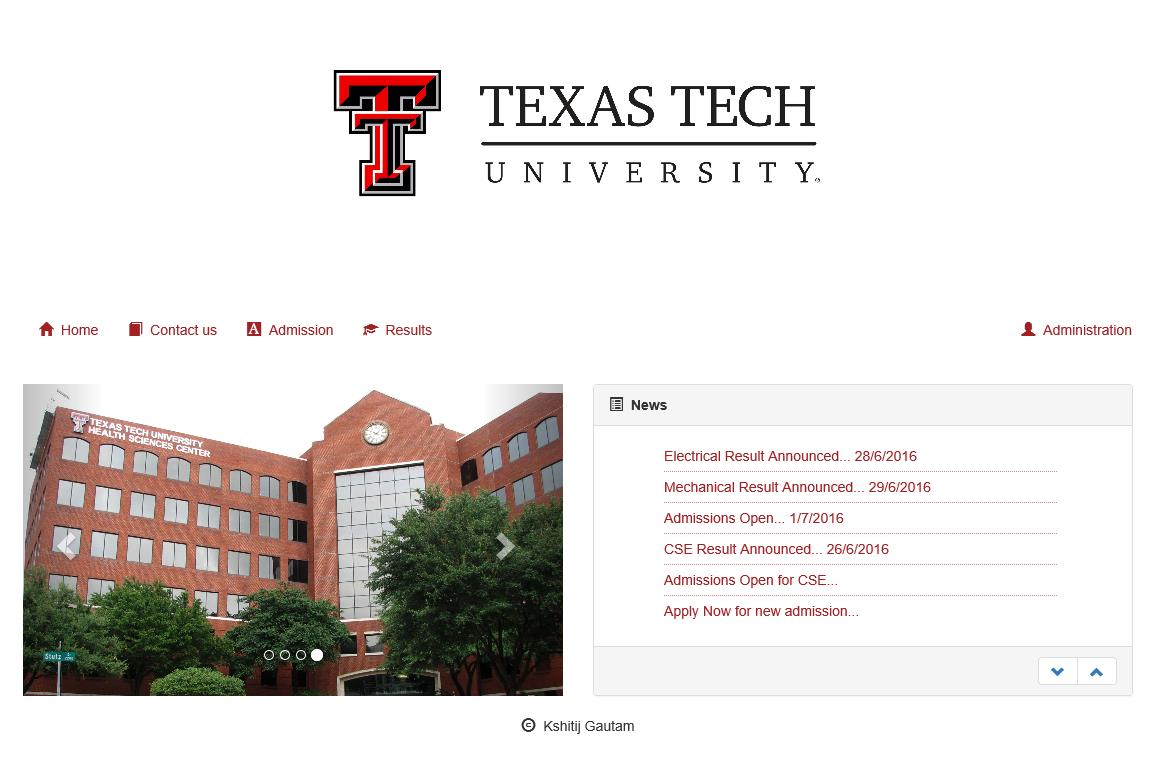 TEXAS TECH
UNIVERSITY®
Home
Contact us
Admission
Results
Administration
TEXAS TECH UNIVERSITY
HEALTH SCIENCES CENTER
Stutz
News
Electrical Result Announced... 28/6/2016
Mechanical Result Announced... 29/6/2016
Admissions Open... 1/7/2016
CSE Result Announced... 26/6/2016
Admissions Open for CSE...
Apply Now for new admission...
© Kshitij Gautam